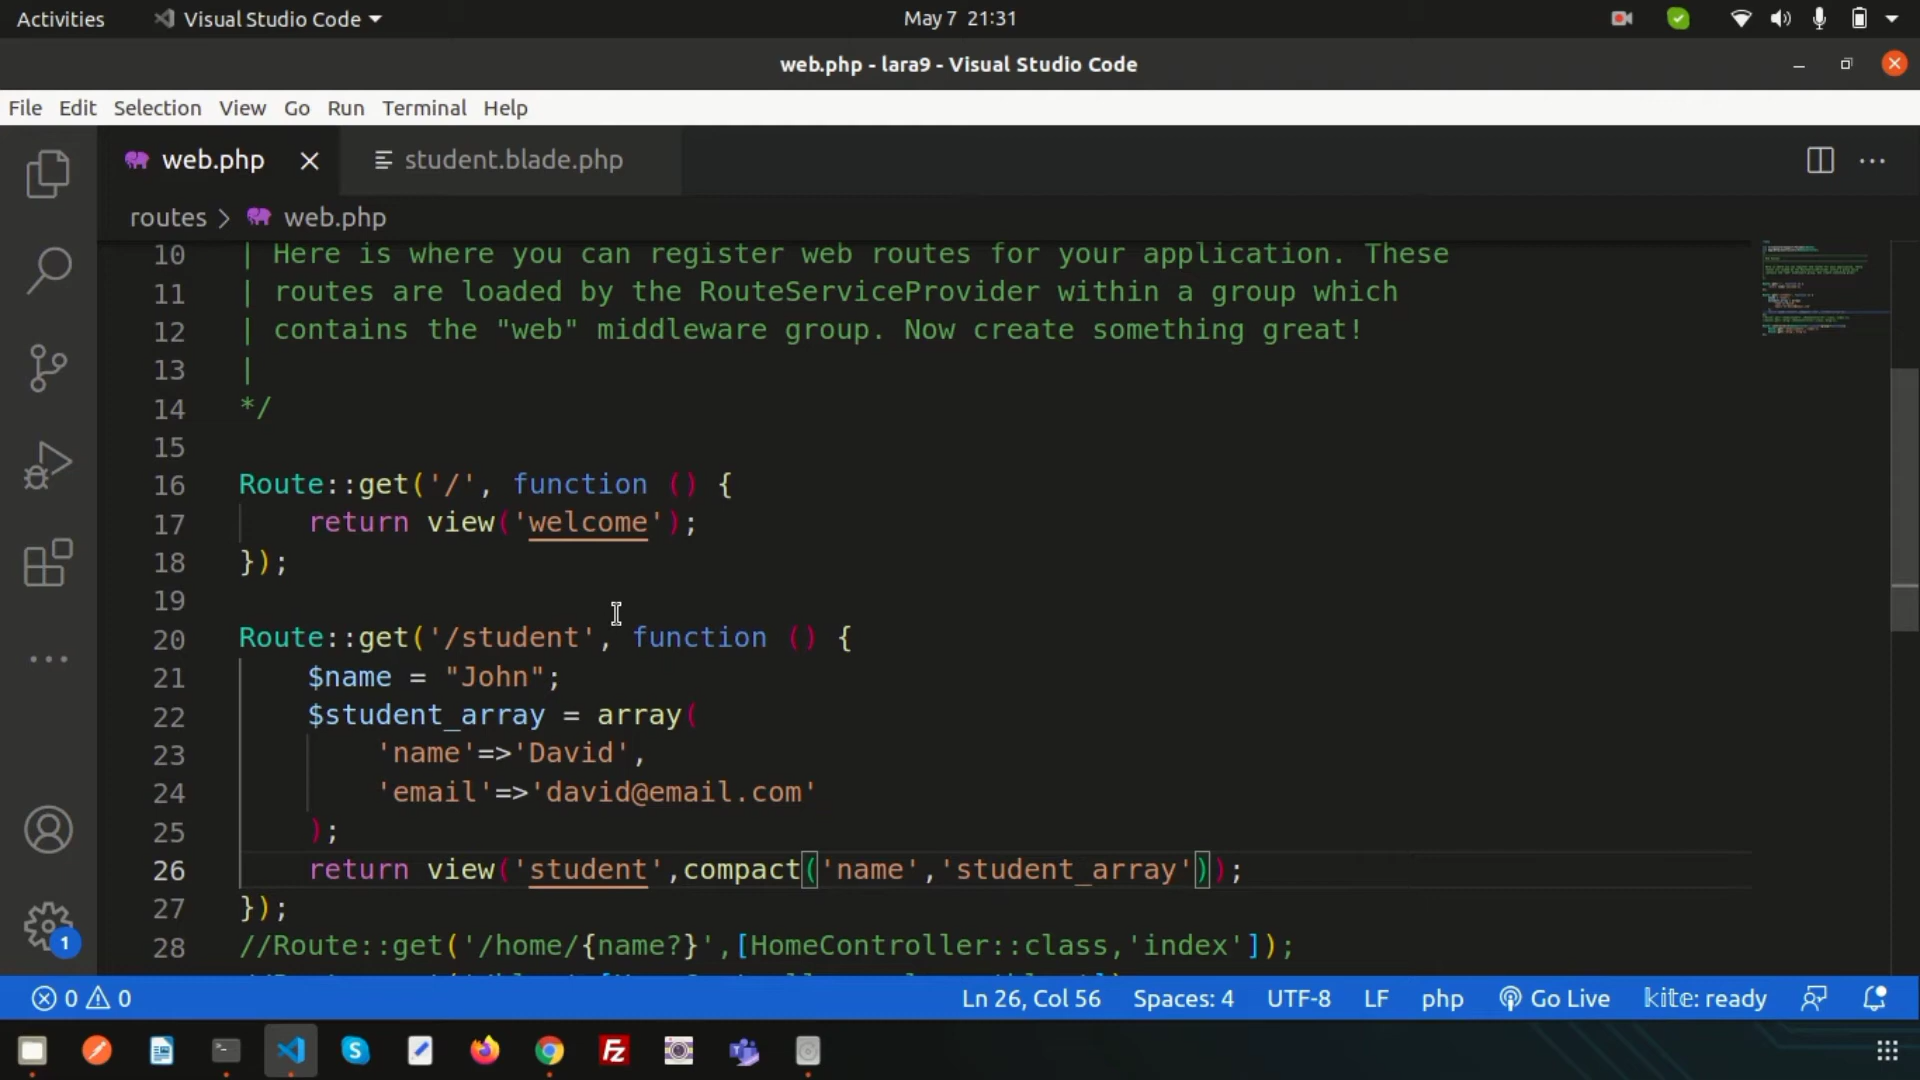 Activities
Visual Studio Code
May 7 21:31
web.php - lara9 - Visual Studio Code
File Edit Selection View Go Run Terminal Help
web.php
student.blade.php
routes > web.php
10 | Here is where you can register web routes for your application. These
11 | routes are loaded by the RouteServiceProvider within a group which
12 | contains the "web" middleware group. Now create something great!
13 |
14 */
15
16 Route::get('/', function () {
17     return view('welcome');
18 });
19
20 Route::get('/student', function () {
21     $name = "John";
22     $student_array = array(
23         'name'=>'David',
24         'email'=>'david@email.com'
25     );
26     return view('student',compact('name','student_array'));
27 });
28 //Route::get('/home/{name?}',[HomeController::class,'index']);
1
0 0
Ln 26, Col 56 Spaces: 4 UTF-8 LF php Go Live kite: ready